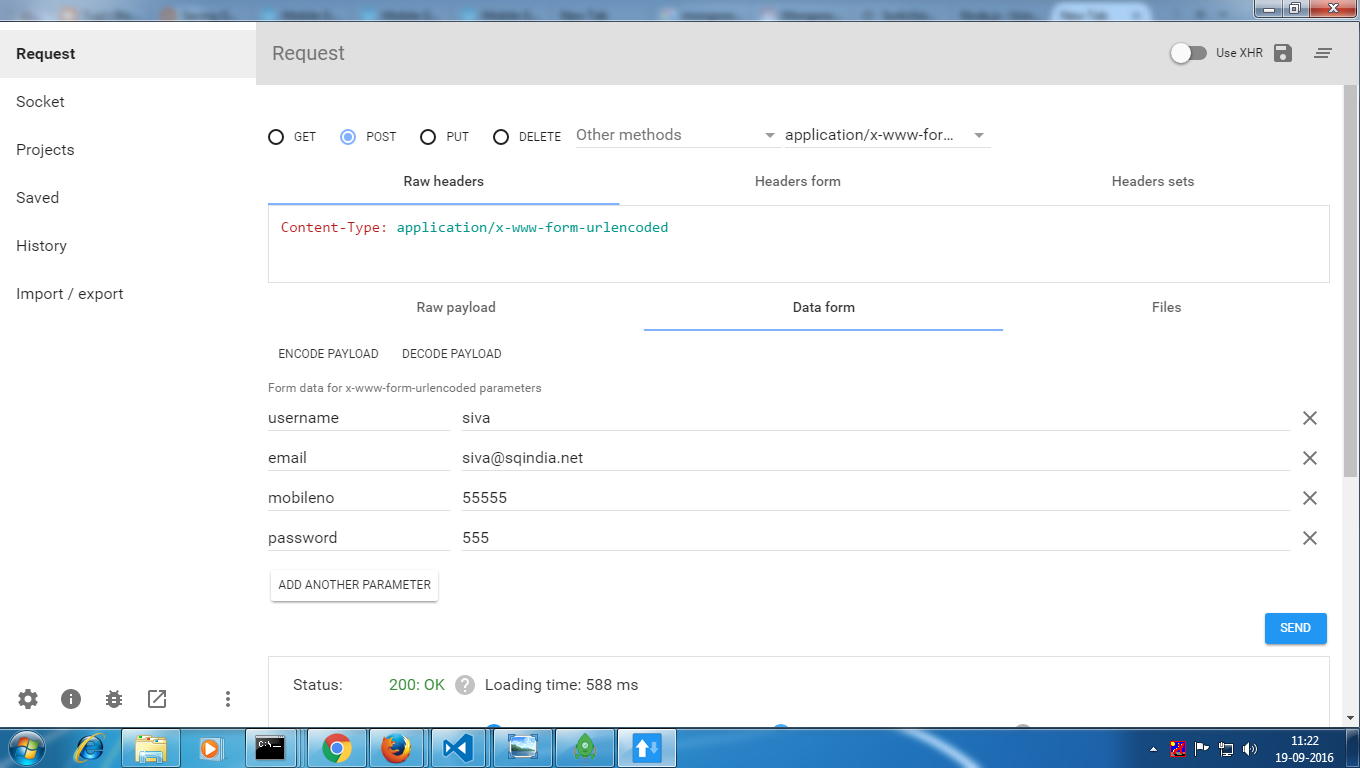 Request
Socket
Projects
Saved
History
Import / export
Request
Use XHR
GET POST PUT DELETE Other methods application/x-www-for...
Raw headers Headers form Headers sets
Content-Type: application/x-www-form-urlencoded
Raw payload Data form Files
ENCODE PAYLOAD DECODE PAYLOAD
Form data for x-www-form-urlencoded parameters
username siva
email siva@sqindia.net
mobileno 55555
password 555
ADD ANOTHER PARAMETER
SEND
Status: 200: OK ? Loading time: 588 ms
11:22
19-09-2016